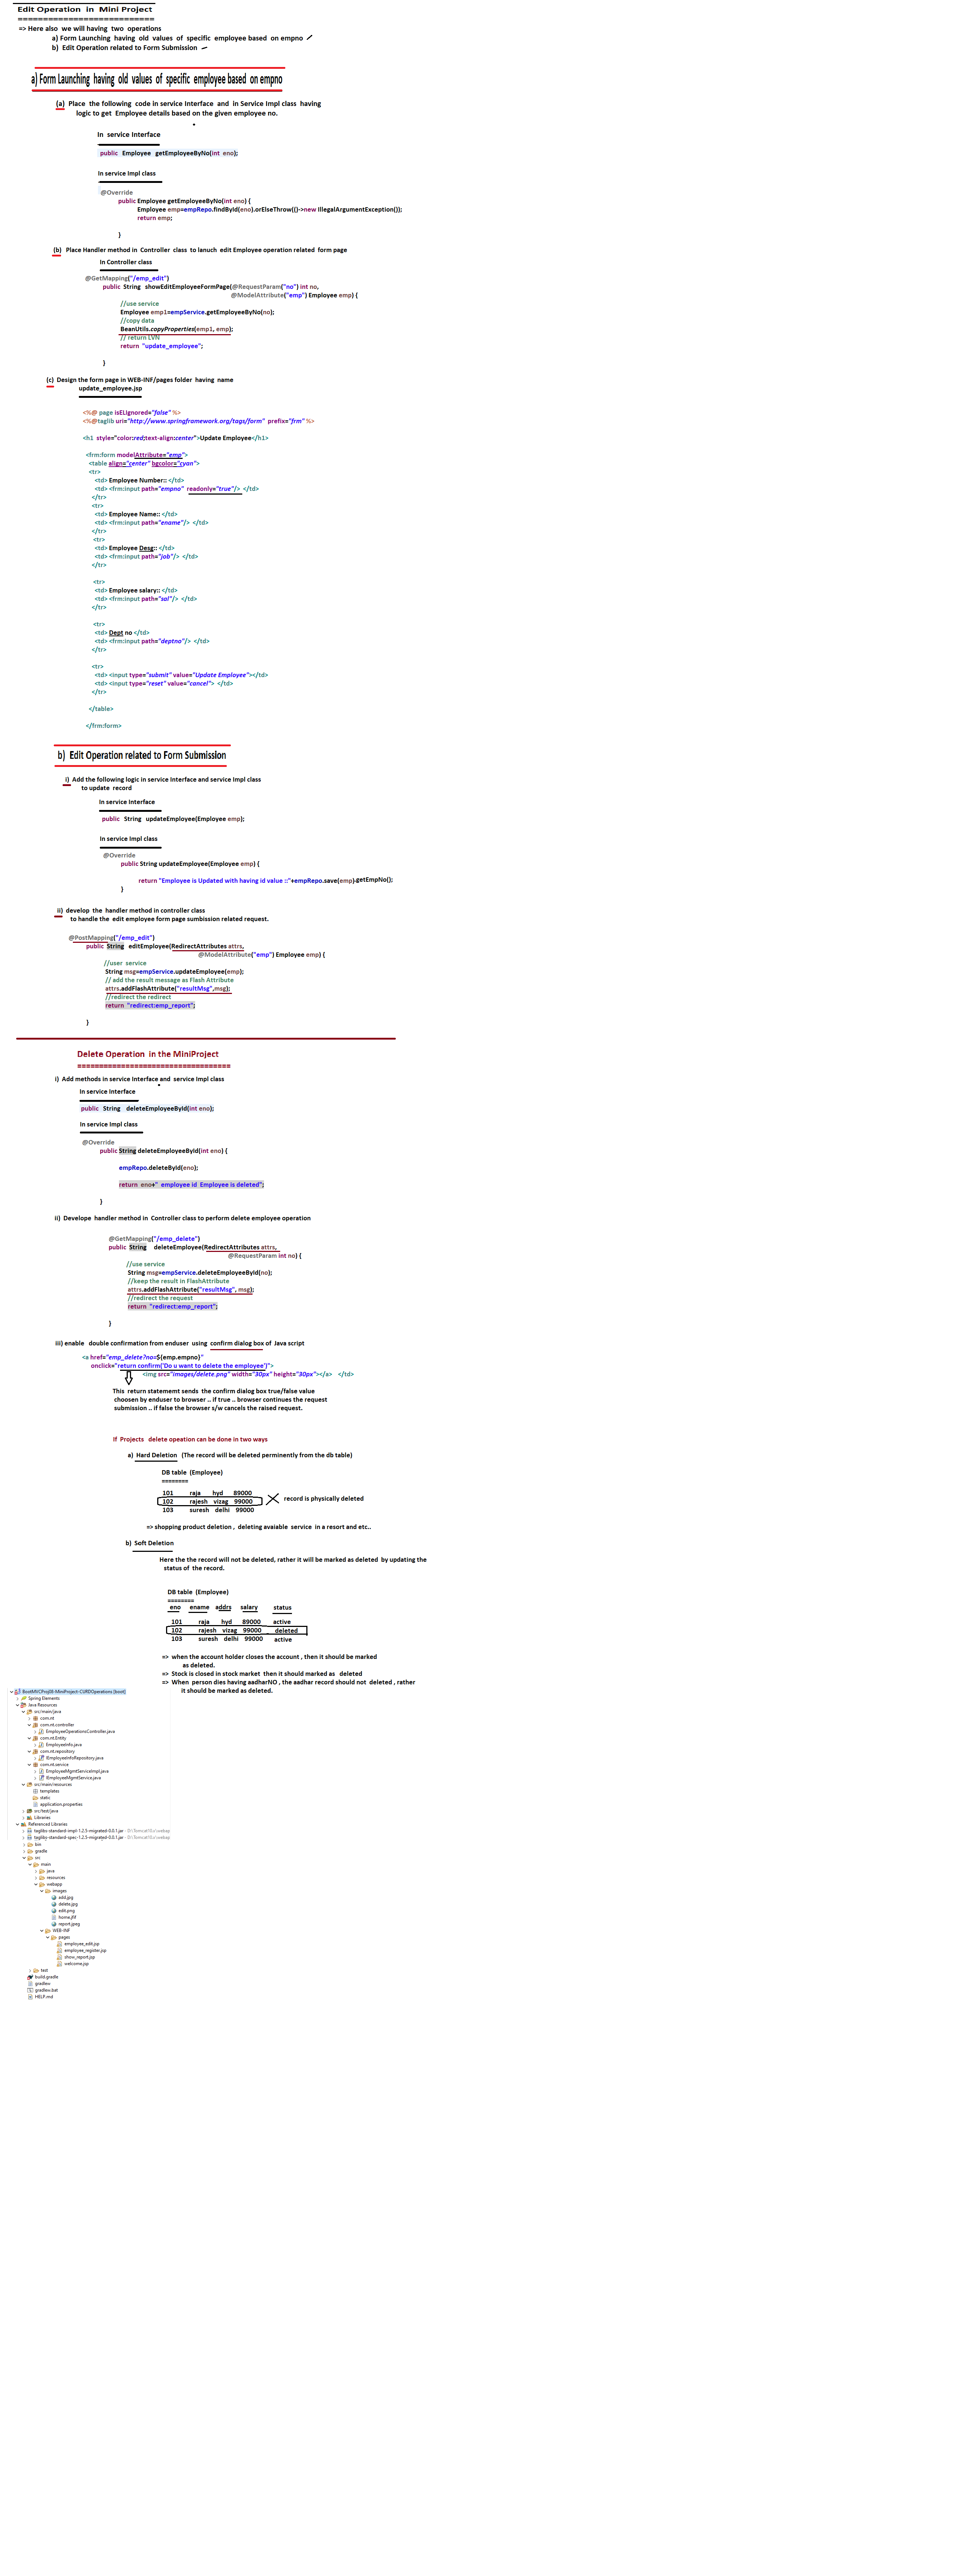 Edit Operation in Mini Project
===========================
=> Here also we will having two operations
a) Form Launching having old values of specific employee based on empno
b) Edit Operation related to Form Submission
a) Form Launching having old values of specific employee based on empno
(a) Place the following code in service Interface and in Service Impl class having
logic to get Employee details based on the given employee no.
In service Interface
public Employee getEmployeeByNo(int eno);
In service Impl class
@Override
public Employee getEmployeeByNo(int eno) {
Employee emp=empRepo.findById(eno).orElseThrow(()->new IllegalArgumentException());
return emp;
}
(b) Place Handler method in Controller class to lanuch edit Employee operation related form page
In Controller class
@GetMapping("/emp_edit")
public String showEditEmployeeFormPage(@RequestParam("no") int no,
@ModelAttribute("emp") Employee emp) {
//use service
Employee emp1=empService.getEmployeeByNo(no);
//copy data
BeanUtils.copyProperties(emp1, emp);
// return LVN
return "update_employee";
}
(c) Design the form page in WEB-INF/pages folder having name
update_employee.jsp
<%@ page isELIgnored="false" %>
<%@taglib uri="http://www.springframework.org/tags/form" prefix="frm" %>
<h1 style="color:red;text-align:center">Update Employee</h1>
<frm:form modelAttribute="emp">
<table align="center" bgcolor="cyan">
<tr>
<td> Employee Number:: </td>
<td> <frm:input path="empno" readonly="true"/> </td>
</tr>
<tr>
<td> Employee Name:: </td>
<td> <frm:input path="ename"/> </td>
</tr>
<tr>
<td> Employee Desg:: </td>
<td> <frm:input path="job"/> </td>
</tr>
<tr>
<td> Employee salary:: </td>
<td> <frm:input path="sal"/> </td>
</tr>
<tr>
<td> Dept no </td>
<td> <frm:input path="deptno"/> </td>
</tr>
<tr>
<td> <input type="submit" value="Update Employee"></td>
<td> <input type="reset" value="cancel"> </td>
</tr>
</table>
</frm:form>
b) Edit Operation related to Form Submission
i) Add the following logic in service Interface and service Impl class
to update record
In service Interface
public String updateEmployee(Employee emp);
In service Impl class
@Override
public String updateEmployee(Employee emp) {
return "Employee is Updated with having id value ::"+empRepo.save(emp).getEmpNo();
}
ii) develop the handler method in controller class
to handle the edit employee form page sumbission related request.
@PostMapping("/emp_edit")
public String editEmployee(RedirectAttributes attrs,
@ModelAttribute("emp") Employee emp) {
//user service
String msg=empService.updateEmployee(emp);
// add the result message as Flash Attribute
attrs.addFlashAttribute("resultMsg",msg);
//redirect the redirect
return "redirect:emp_report";
}
Delete Operation in the MiniProject
==================================
i) Add methods in service Interface and service Impl class
In service Interface
public String deleteEmployeeById(int eno);
In service Impl class
@Override
public String deleteEmployeeById(int eno) {
empRepo.deleteById(eno);
return eno+" employee id Employee is deleted";
}
ii) Develope handler method in Controller class to perform delete employee operation
@GetMapping("/emp_delete")
public String deleteEmployee(RedirectAttributes attrs,
@RequestParam int no) {
//use service
String msg=empService.deleteEmployeeById(no);
//keep the result in FlashAttribute
attrs.addFlashAttribute("resultMsg", msg);
//redirect the request
return "redirect:emp_report";
}
iii) enable double confirmation from enduser using confirm dialog box of Java script
<a href="emp_delete?no=${emp.empno}"
onclick="return confirm('Do u want to delete the employee')">
<img src="images/delete.png" width="30px" height="30px"></a> </td>
This return statememt sends the confirm dialog box true/false value
choosen by enduser to browser .. if true .. browser continues the request
submission .. if false the browser s/w cancels the raised request.
If Projects delete opeation can be done in two ways
a) Hard Deletion (The record will be deleted perminently from the db table)
DB table (Employee)
========
101 raja hyd 89000
102 rajesh vizag 99000 record is physically deleted
103 suresh delhi 99000
=> shopping product deletion , deleting avaiable service in a resort and etc..
b) Soft Deletion
Here the the record will not be deleted, rather it will be marked as deleted by updating the
status of the record.
DB table (Employee)
========
eno ename addrs salary status
101 raja hyd 89000 active
102 rajesh vizag 99000 deleted
103 suresh delhi 99000 active
=> when the account holder closes the account , then it should be marked
as deleted.
=> Stock is closed in stock market then it should marked as deleted
=> When person dies having aadharNO , the aadhar record should not deleted , rather
it should be marked as deleted.
BootMVCProj08-MiniProject-CURDOperations [boot]
Spring Elements
Java Resources
src/main/java
com.nt
com.nt.controller
EmployeeOperationsController.java
com.nt.Entity
EmployeeInfo.java
com.nt.repository
IEmployeeInfoRepository.java
com.nt.service
EmployeeMgmtServiceImpl.java
IEmployeeMgmtService.java
src/main/resources
templates
static
application.properties
src/test/java
Libraries
Referenced Libraries
taglibs-standard-impl-1.2.5-migrated-0.0.1.jar - D:\Tomcat10.x\webap
taglibs-standard-spec-1.2.5-migrated-0.0.1.jar - D:\Tomcat10.x\webap
bin
gradle
src
main
java
resources
webapp
images
add.jpg
delete.jpg
edit.png
home.jfif
report.jpeg
WEB-INF
pages
employee_edit.jsp
employee_register.jsp
show_report.jsp
welcome.jsp
test
build.gradle
gradlew
gradlew.bat
HELP.md